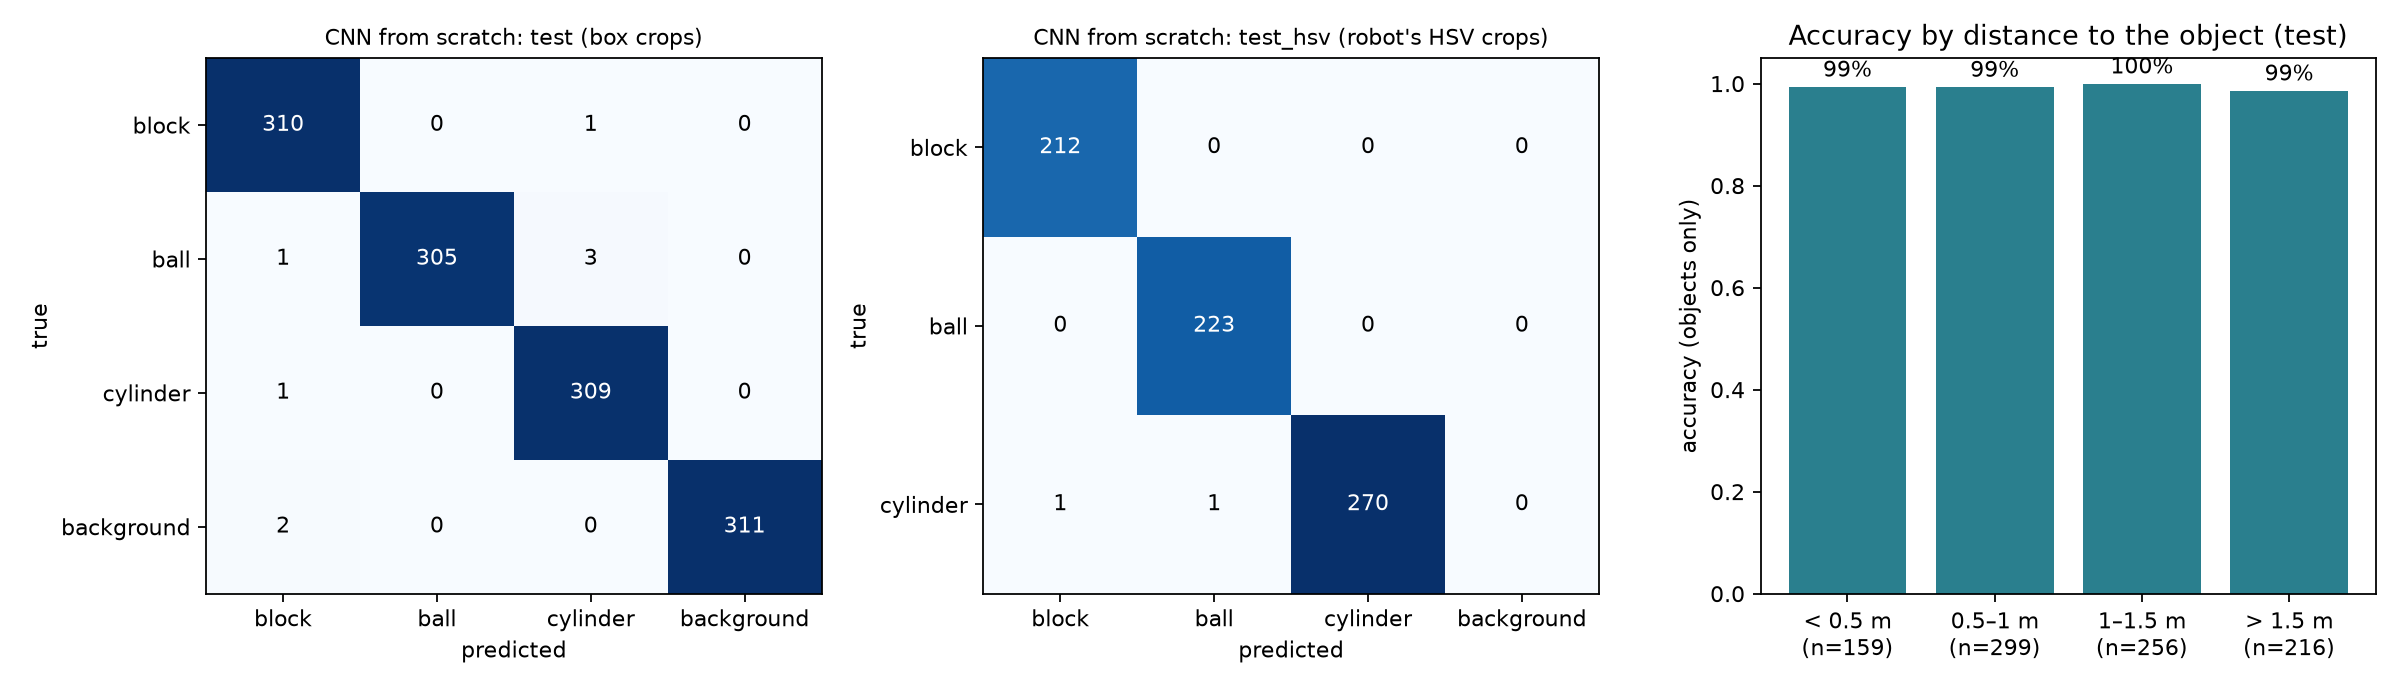 CNN from scratch: test (box crops)
block
ball
cylinder
background
true
310 0 1 0
1 305 3 0
1 0 309 0
2 0 0 311
block ball cylinder background
predicted
CNN from scratch: test_hsv (robot's HSV crops)
block
ball
cylinder
true
212 0 0 0
0 223 0 0
1 1 270 0
block ball cylinder background
predicted
Accuracy by distance to the object (test)
99% 99% 100% 99%
1.0
0.8
0.6
0.4
0.2
0.0
accuracy (objects only)
< 0.5 m 0.5–1 m 1–1.5 m > 1.5 m
(n=159) (n=299) (n=256) (n=216)